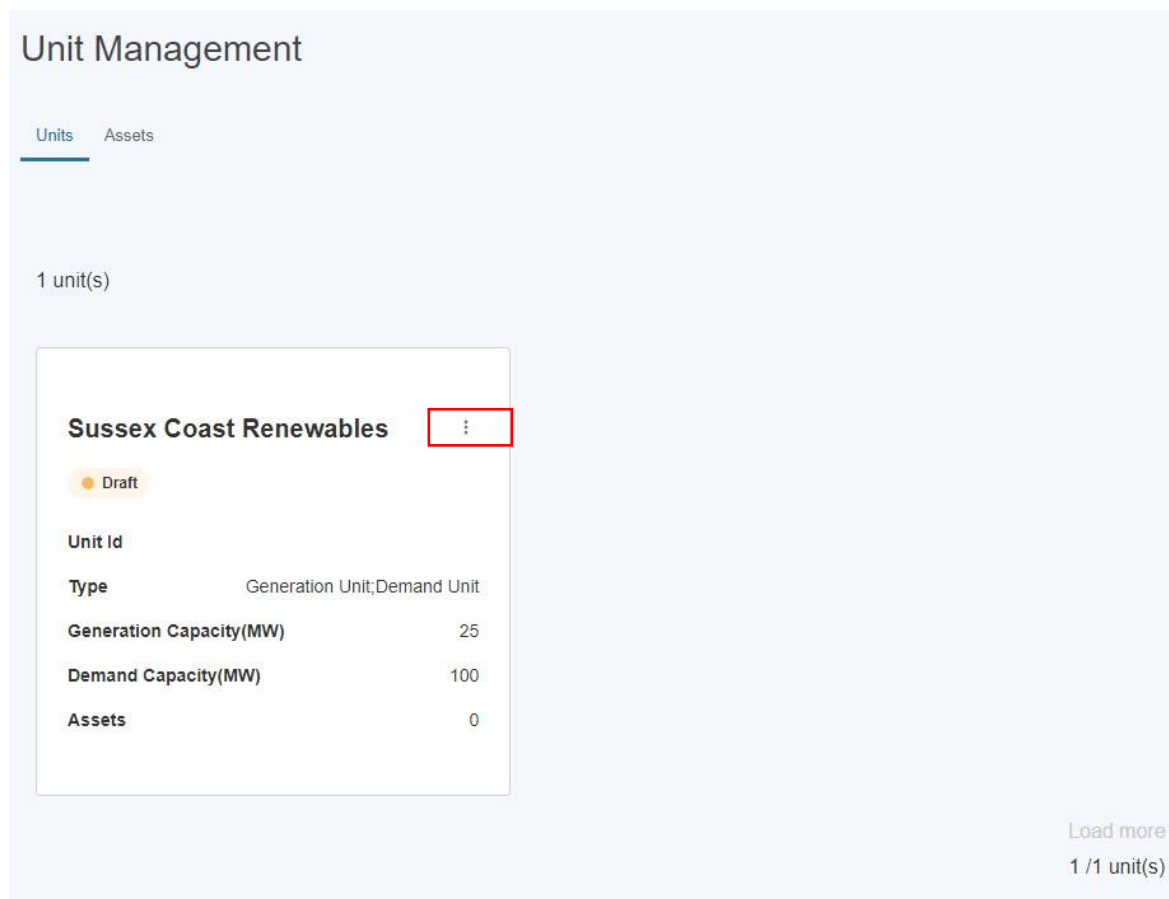 Unit Management
Units Assets
1 unit(s)
Sussex Coast Renewables
Draft
Unit Id
Type Generation Unit;Demand Unit
Generation Capacity(MW) 25
Demand Capacity(MW) 100
Assets 0
Load more
1 /1 unit(s)